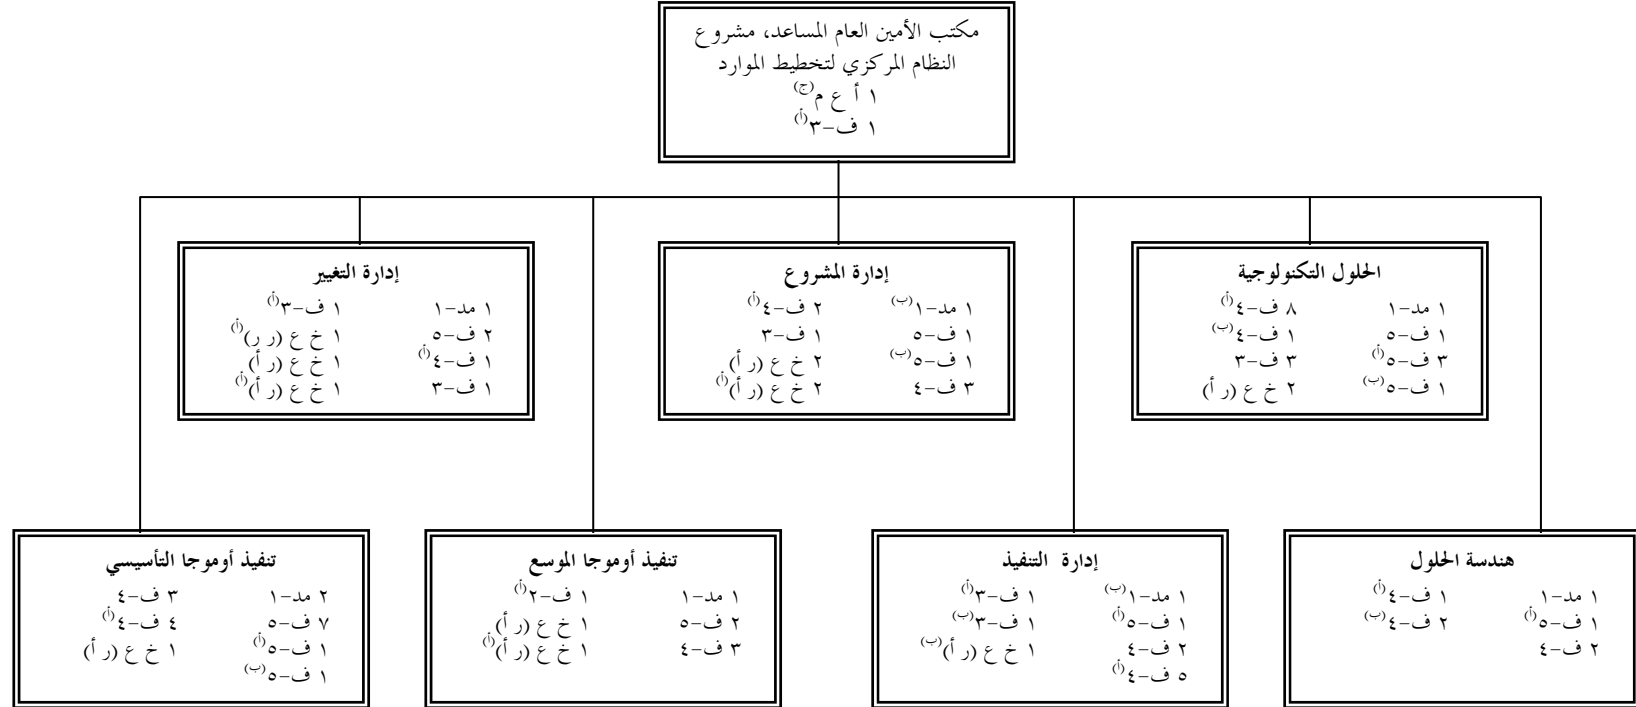 مكتب الأمين العام المساعد، مشروع
النظام المركزي لتخطيط الموارد
١ أ ع م(ج)
١ ف-٣(أ)
الحلول التكنولوجية
١ مد-١ ٨ ف-٤(أ)
١ ف-٥ ١ ف-٤(ب)
٣ ف-٥(أ) ٣ ف-٣
١ ف-٥(ب) ٢ خ ع (ر أ)
إدارة المشروع
١ مد-١(ب) ٢ ف-٤(أ)
١ ف-٥ ١ ف-٣
١ ف-٥(ب) ٢ خ ع (ر أ)
٣ ف-٤ ٢ خ ع (ر أ)(أ)
إدارة التغيير
١ مد-١ ١ ف-٣(أ)
٢ ف-٥ ١ خ ع (ر ر)(أ)
١ ف-٤(أ) ١ خ ع (ر أ)
١ ف-٣ ١ خ ع (ر أ)(أ)
هندسة الحلول
١ مد-١ ١ ف-٤(أ)
١ ف-٥(أ) ٢ ف-٤(ب)
٢ ف-٤
إدارة التنفيذ
١ مد-١(ب) ١ ف-٣(أ)
١ ف-٥(أ) ١ ف-٣(ب)
٢ ف-٤ ١ خ ع (ر أ)(ب)
٥ ف-٤(أ)
تنفيذ أوموجا الموسع
١ مد-١ ١ ف-٢(أ)
٢ ف-٥ ١ خ ع (ر أ)
٣ ف-٤ ١ خ ع (ر أ)(أ)
تنفيذ أوموجا التأسيسي
٢ مد-١ ٣ ف-٤
٧ ف-٥ ٤ ف-٤(أ)
١ ف-٥(أ) ١ خ ع (ر أ)
١ ف-٥(ب)